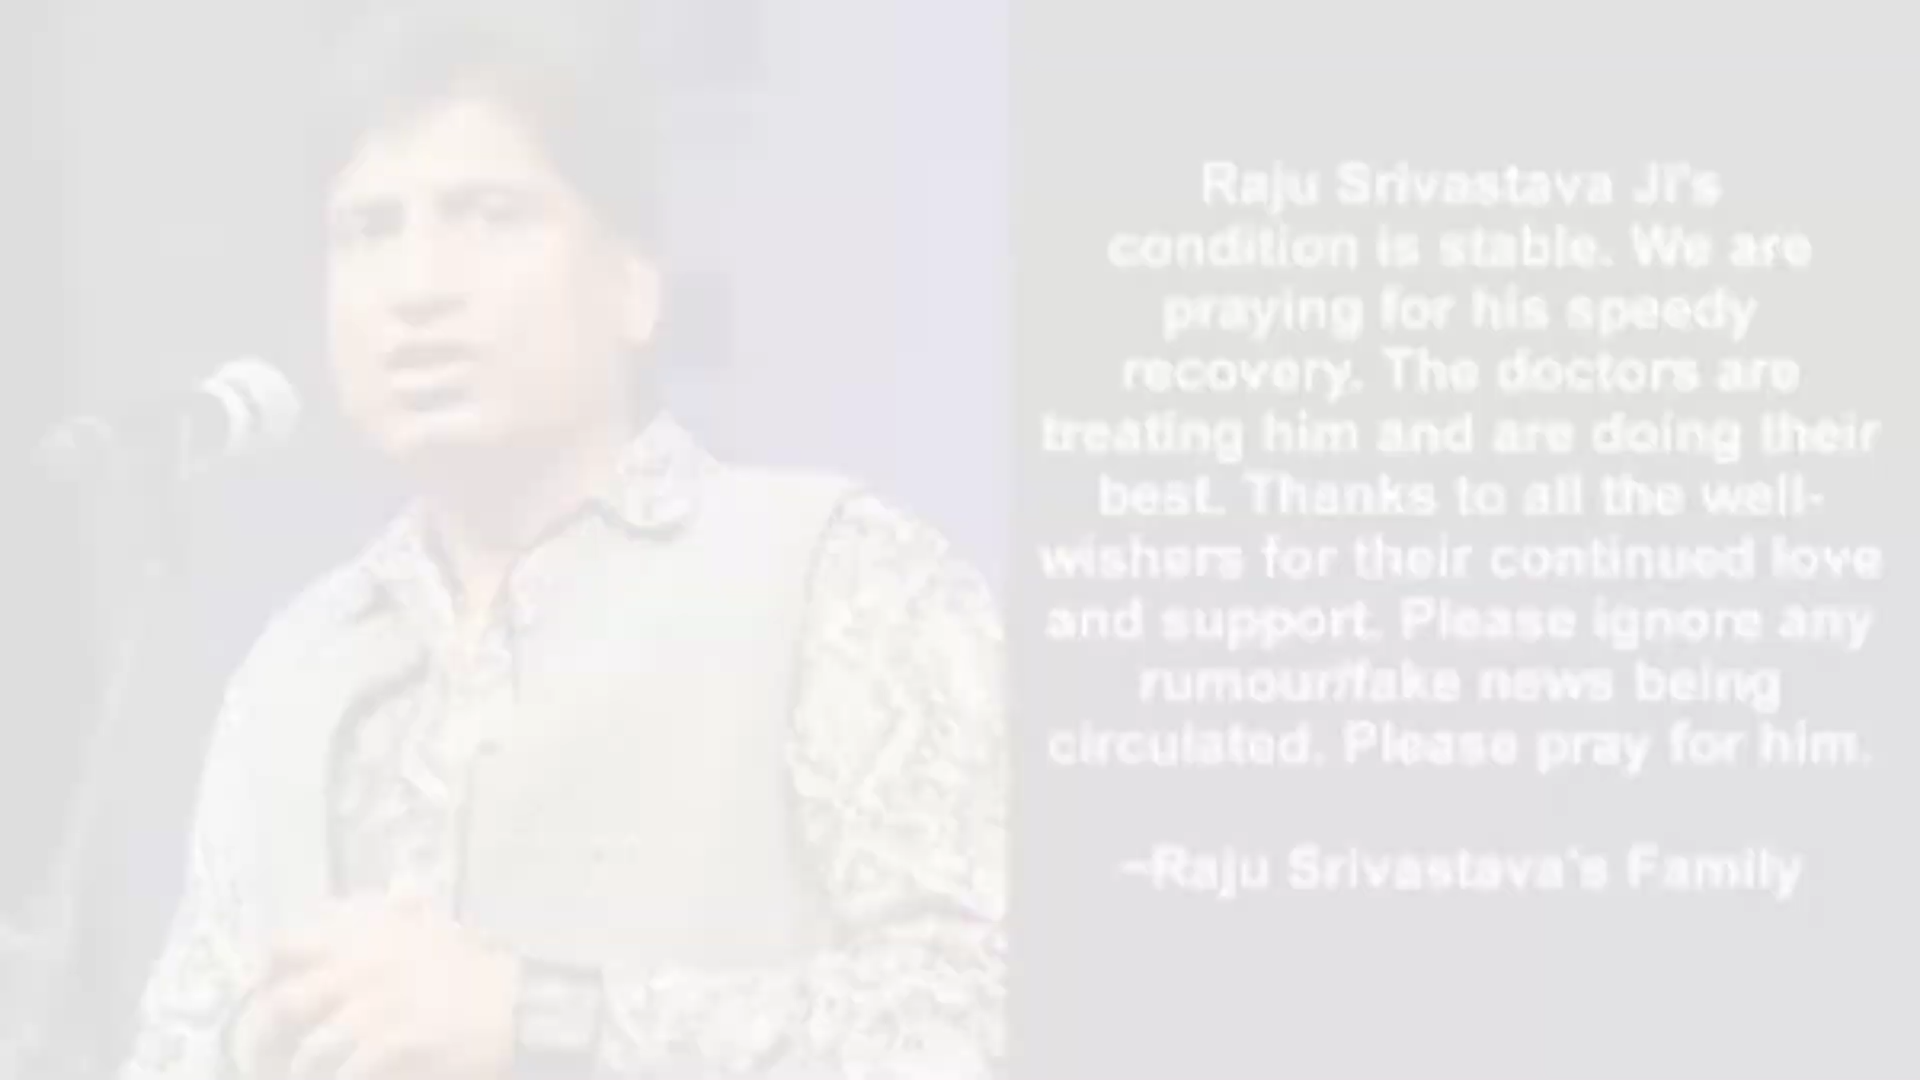 Raju Srivastava Ji's
condition is stable. We are
praying for his speedy
recovery. The doctors are
treating him and are doing their
best. Thanks to all the well-
wishers for their continued love
and support. Please ignore any
rumour/fake news being
circulated. Please pray for him.
~Raju Srivastava's Family